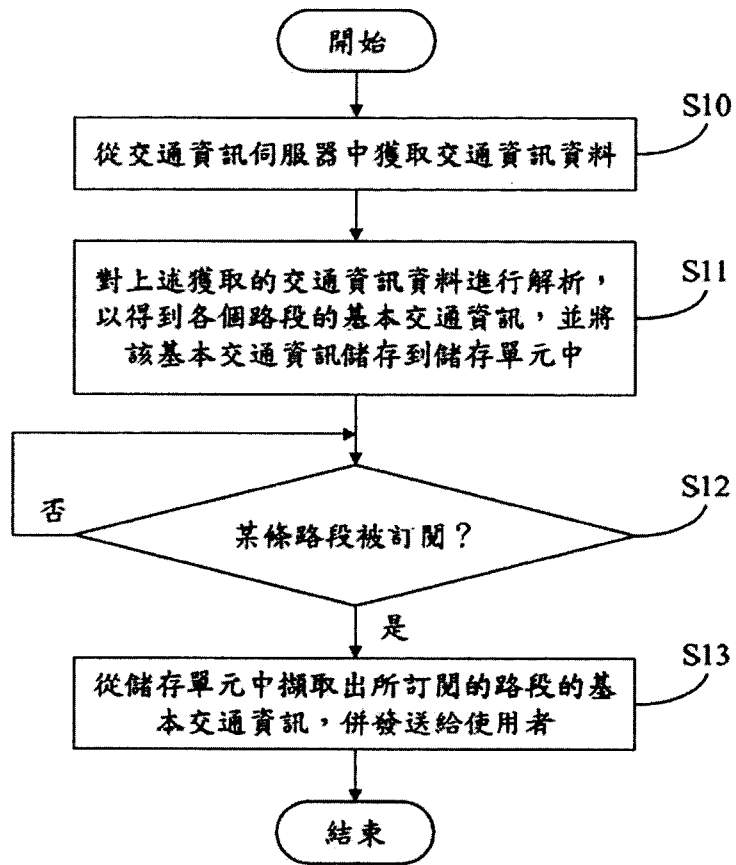 開始
S10
從交通資訊伺服器中獲取交通資訊資料
S11
對上述獲取的交通資訊資料進行解析，
以得到各個路段的基本交通資訊，並將
該基本交通資訊儲存到儲存單元中
S12
否
某條路段被訂閱？
是
S13
從儲存單元中擷取出所訂閱的路段的基
本交通資訊，併發送給使用者
結束